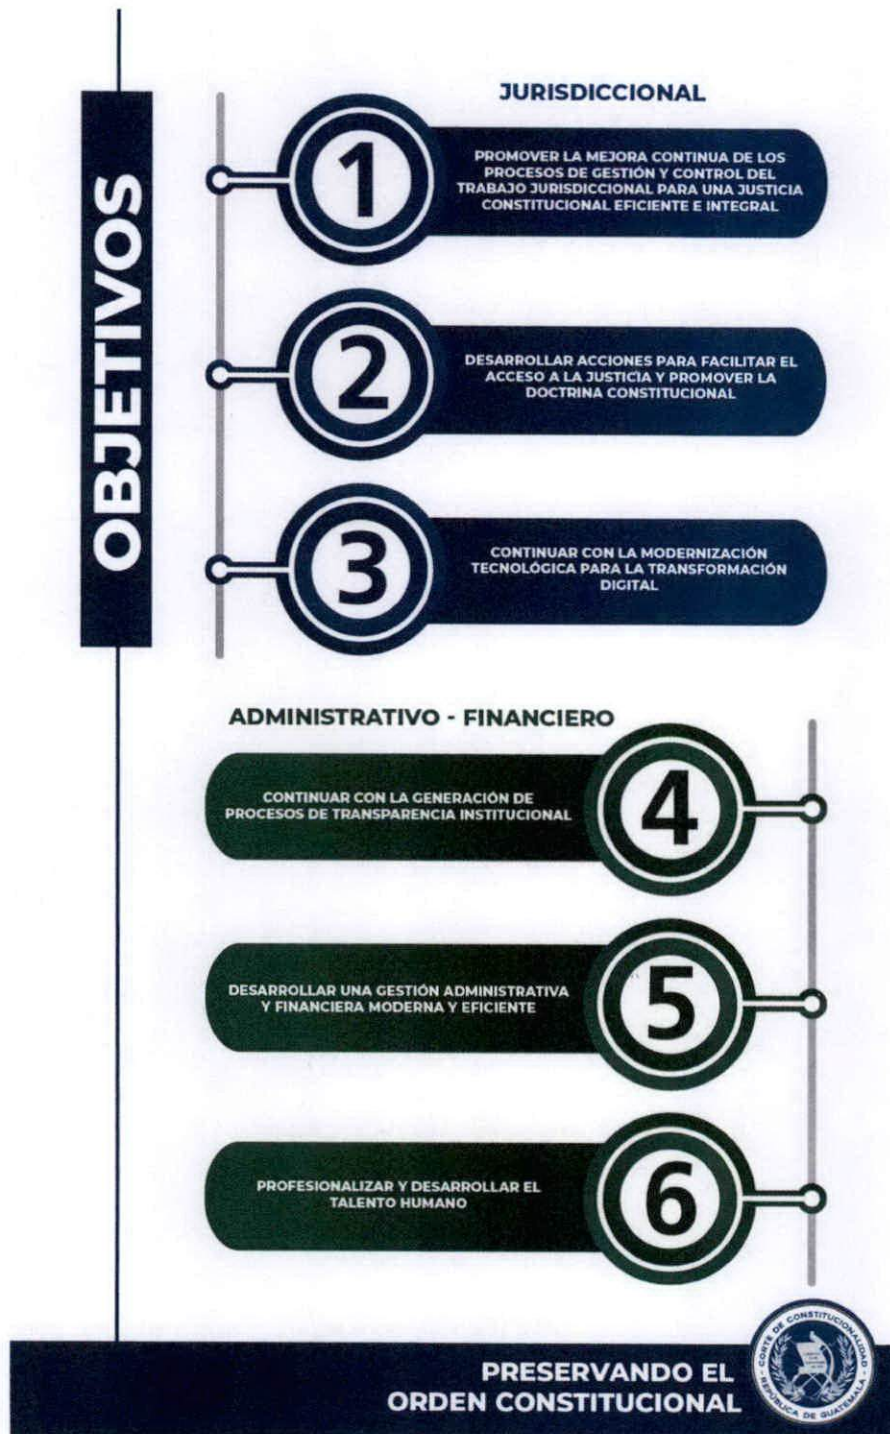 OBJETIVOS
JURISDICCIONAL
1
PROMOVER LA MEJORA CONTINUA DE LOS
PROCESOS DE GESTIÓN Y CONTROL DEL
TRABAJO JURISDICCIONAL PARA UNA JUSTICIA
CONSTITUCIONAL EFICIENTE E INTEGRAL
2
DESARROLLAR ACCIONES PARA FACILITAR EL
ACCESO A LA JUSTICIA Y PROMOVER LA
DOCTRINA CONSTITUCIONAL
3
CONTINUAR CON LA MODERNIZACIÓN
TECNOLÓGICA PARA LA TRANSFORMACIÓN
DIGITAL
ADMINISTRATIVO - FINANCIERO
CONTINUAR CON LA GENERACIÓN DE
PROCESOS DE TRANSPARENCIA INSTITUCIONAL
4
DESARROLLAR UNA GESTIÓN ADMINISTRATIVA
Y FINANCIERA MODERNA Y EFICIENTE
5
PROFESIONALIZAR Y DESARROLLAR EL
TALENTO HUMANO
6
PRESERVANDO EL
ORDEN CONSTITUCIONAL
CORTE DE CONSTITUCIONALIDAD
REPÚBLICA DE GUATEMALA